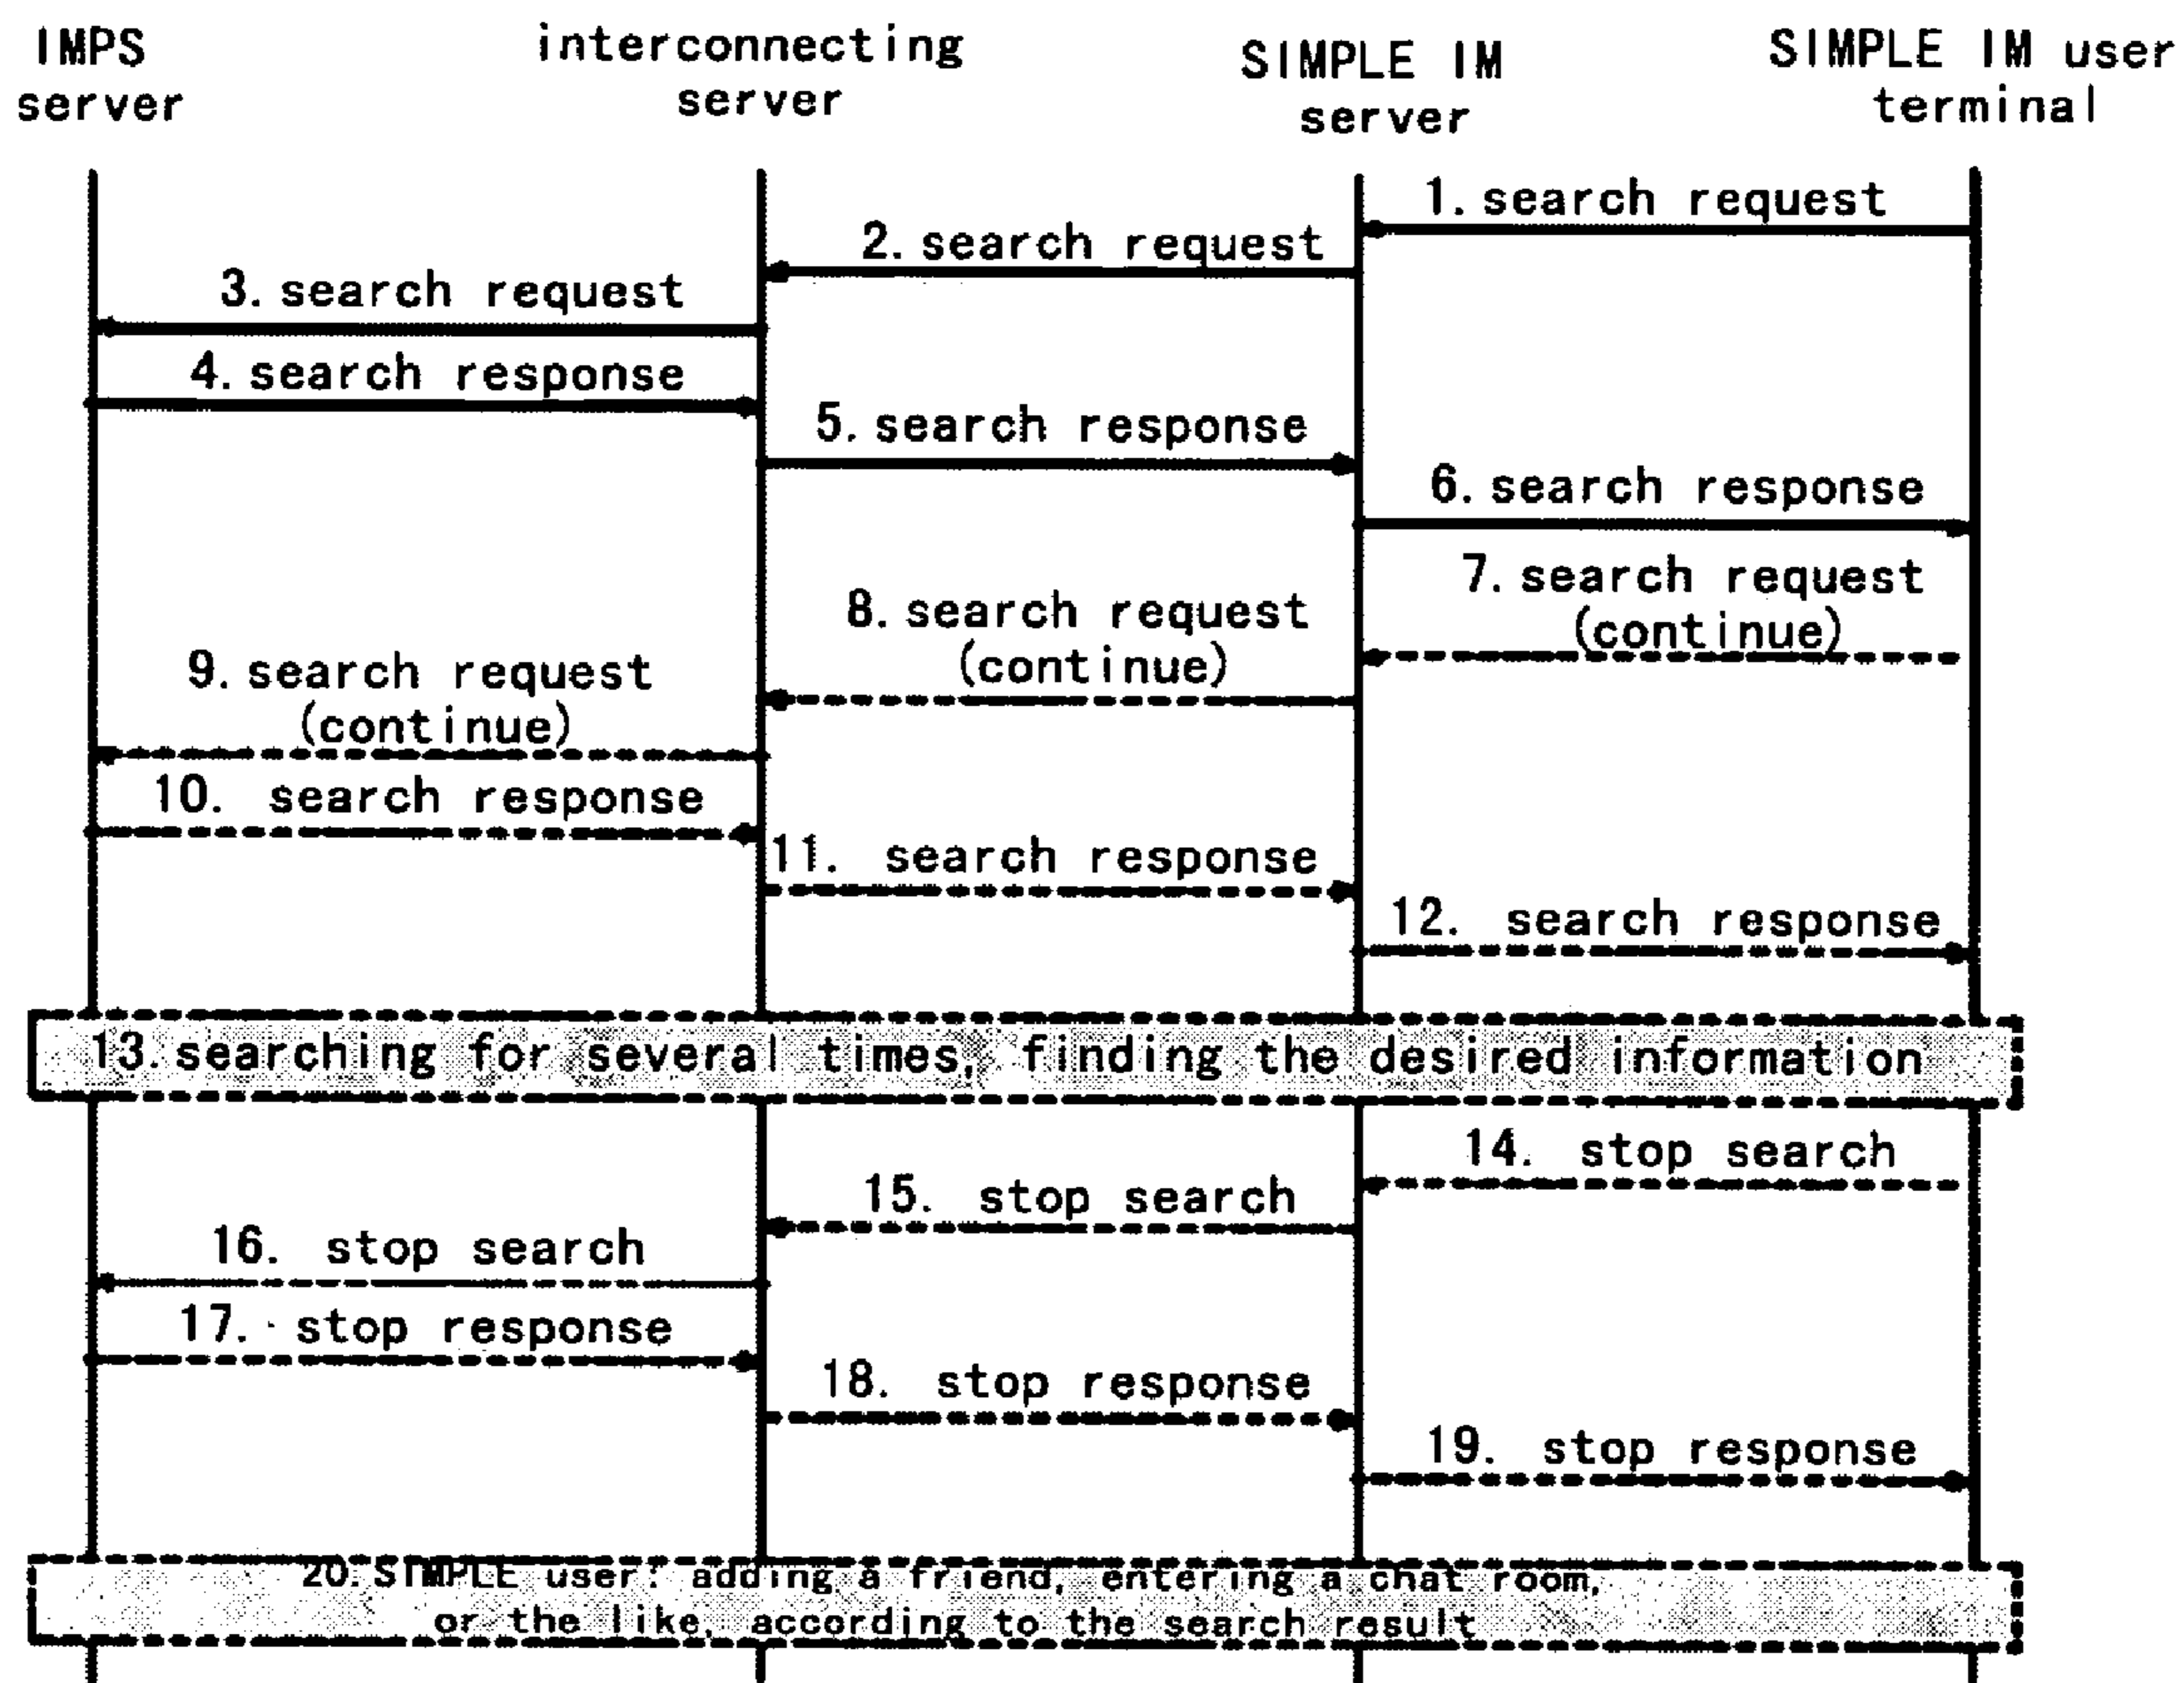 IMPS
server
interconnecting
server
SIMPLE IM
server
SIMPLE IM user
terminal
1. search request
2. search request
3. search request
4. search response
5. search response
6. search response
7. search request
(continue)
8. search request
(continue)
9. search request
(continue)
10. search response
11. search response
12. search response
13. searching for several times, finding the desired information
14. stop search
15. stop search
16. stop search
17. stop response
18. stop response
19. stop response
20. SIMPLE user: adding a friend, entering a chat room,
or the like, according to the search result